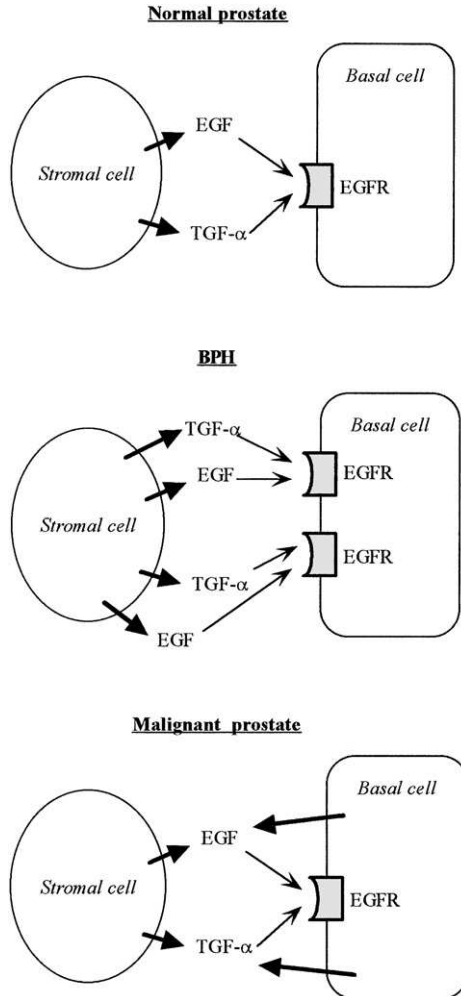 Normal prostate
Basal cell
EGF
Stromal cell
EGFR
TGF-α
BPH
Basal cell
TGF-α
EGF
EGFR
Stromal cell
EGFR
TGF-α
EGF
Malignant prostate
Basal cell
EGF
Stromal cell
EGFR
TGF-α